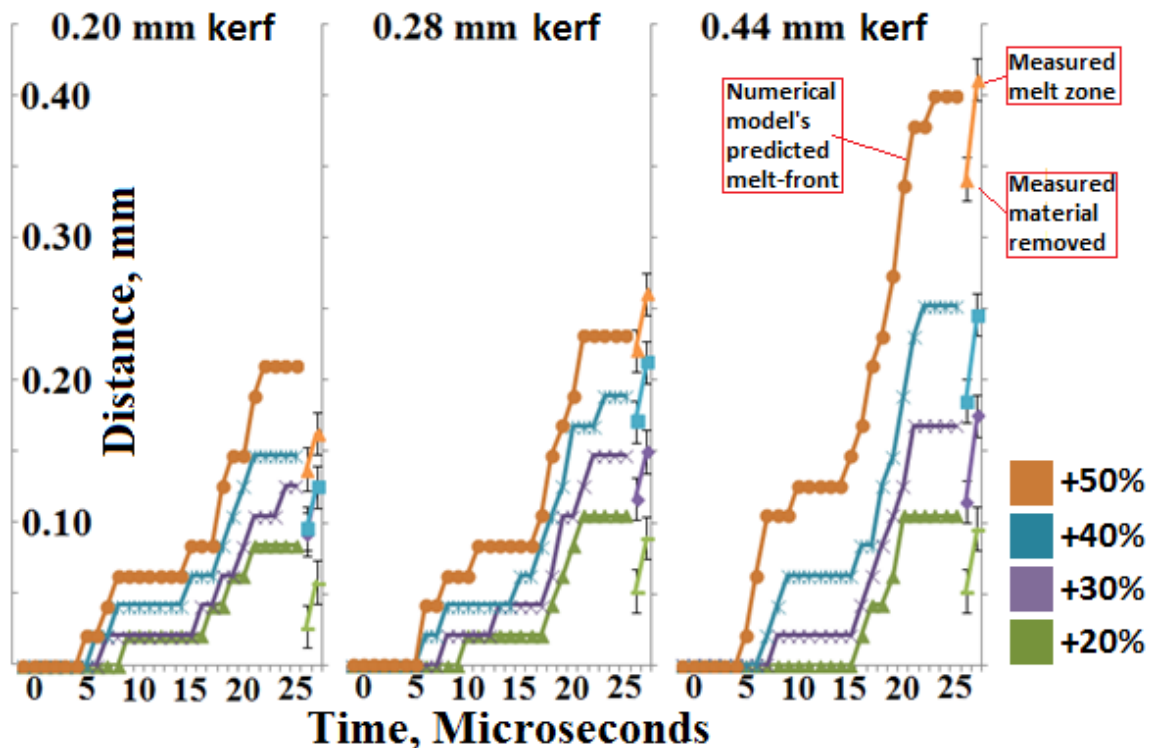 0.20 mm kerf
0.28 mm kerf
0.44 mm kerf
0.40
0.30
0.20
0.10
Distance, mm
Numerical
model's
predicted
melt-front
Measured
melt zone
Measured
material
removed
+50%
+40%
+30%
+20%
0 5 10 15 20 25
0 5 10 15 20 25
0 5 10 15 20 25
Time, Microseconds